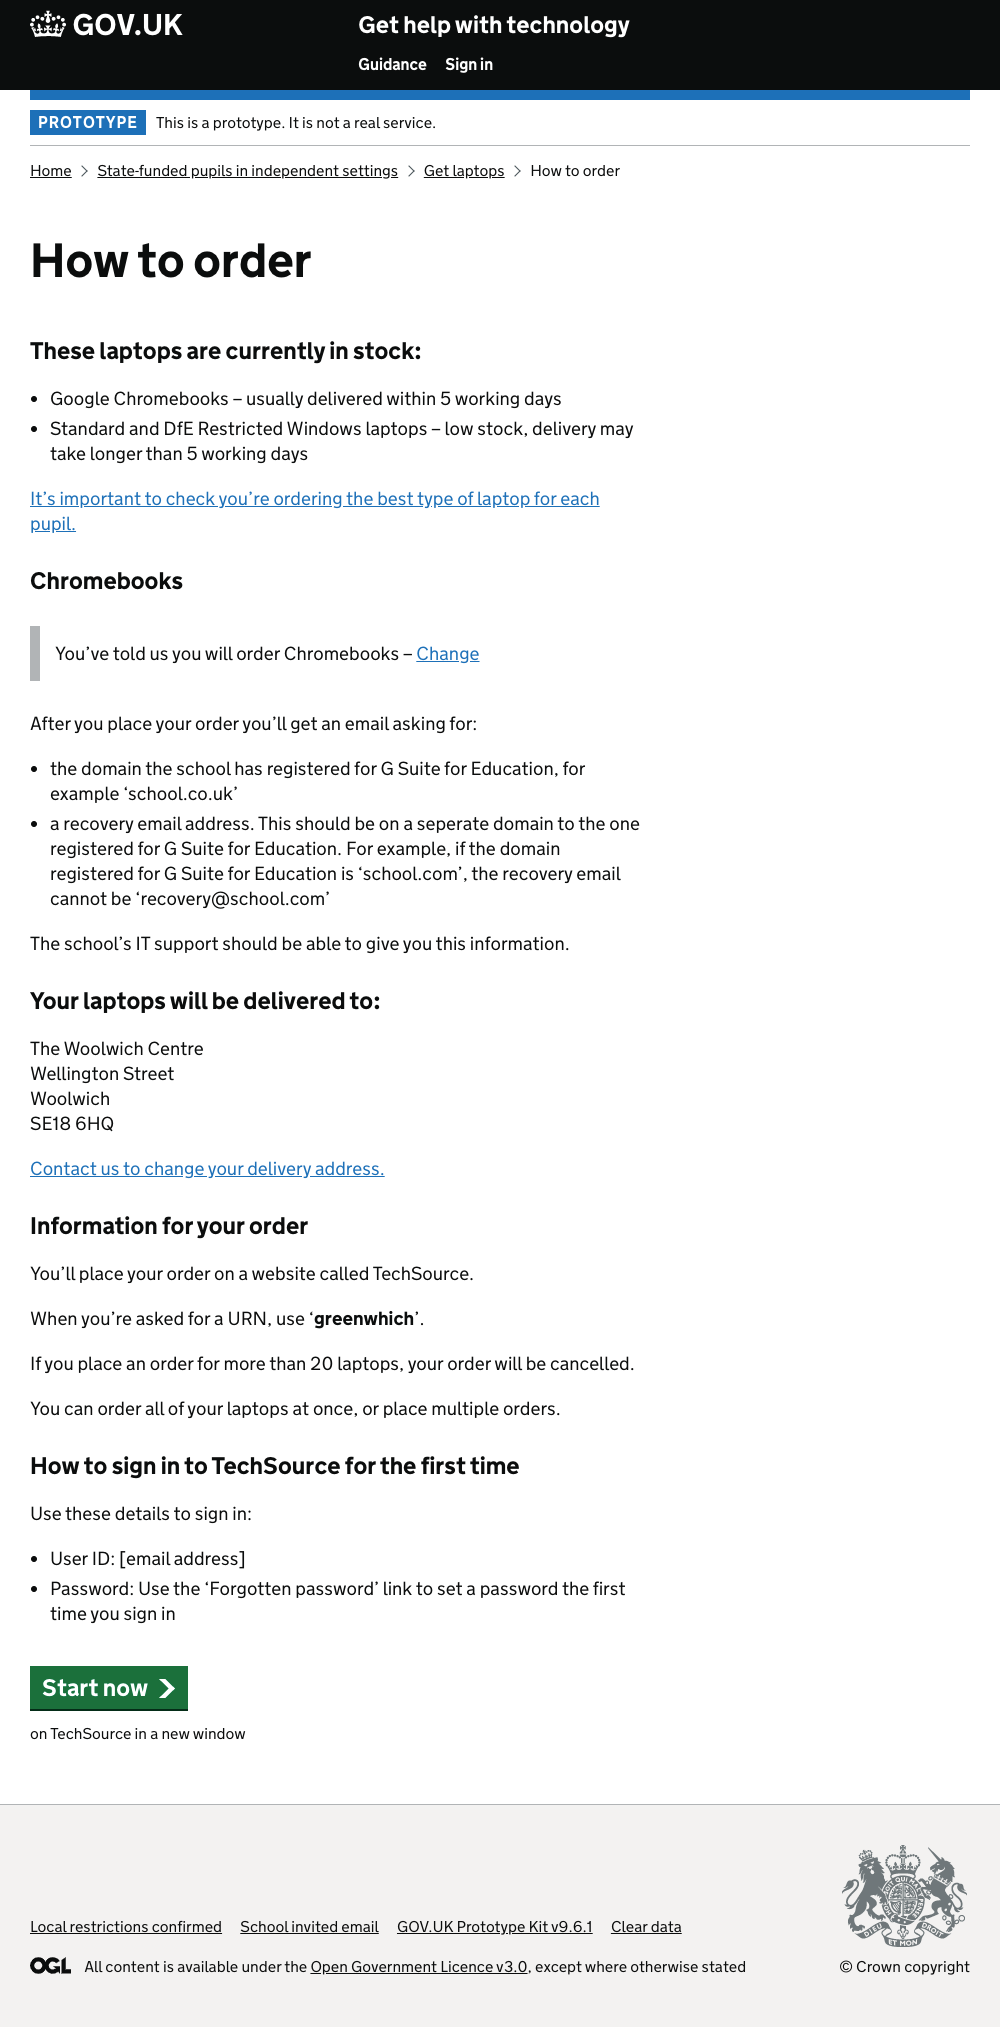 GOV.UK
Get help with technology
Guidance Sign in
PROTOTYPE This is a prototype. It is not a real service.
Home State-funded pupils in independent settings Get laptops How to order
How to order
These laptops are currently in stock:
• Google Chromebooks – usually delivered within 5 working days
• Standard and DfE Restricted Windows laptops – low stock, delivery may
take longer than 5 working days
It’s important to check you’re ordering the best type of laptop for each
pupil.
Chromebooks
You’ve told us you will order Chromebooks – Change
After you place your order you’ll get an email asking for:
• the domain the school has registered for G Suite for Education, for
example ‘school.co.uk’
• a recovery email address. This should be on a seperate domain to the one
registered for G Suite for Education. For example, if the domain
registered for G Suite for Education is ‘school.com’, the recovery email
cannot be ‘recovery@school.com’
The school’s IT support should be able to give you this information.
Your laptops will be delivered to:
The Woolwich Centre
Wellington Street
Woolwich
SE18 6HQ
Contact us to change your delivery address.
Information for your order
You’ll place your order on a website called TechSource.
When you’re asked for a URN, use ‘greenwhich’.
If you place an order for more than 20 laptops, your order will be cancelled.
You can order all of your laptops at once, or place multiple orders.
How to sign in to TechSource for the first time
Use these details to sign in:
• User ID: [email address]
• Password: Use the ‘Forgotten password’ link to set a password the first
time you sign in
Start now
on TechSource in a new window
Local restrictions confirmed School invited email GOV.UK Prototype Kit v9.6.1 Clear data
OGL All content is available under the Open Government Licence v3.0, except where otherwise stated
DIEU ET MON DROIT
© Crown copyright